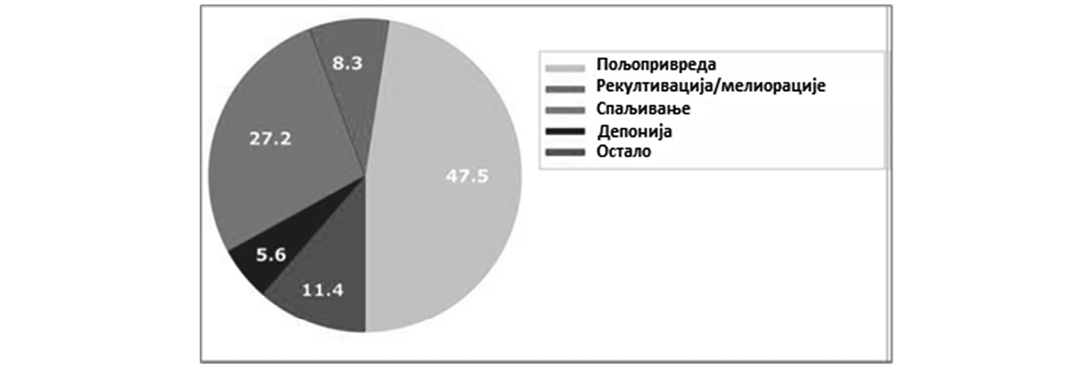 8.3
27.2
47.5
5.6
11.4
Пољопривреда
Рекултивација/мелиорације
Спаљивање
Депонија
Остало